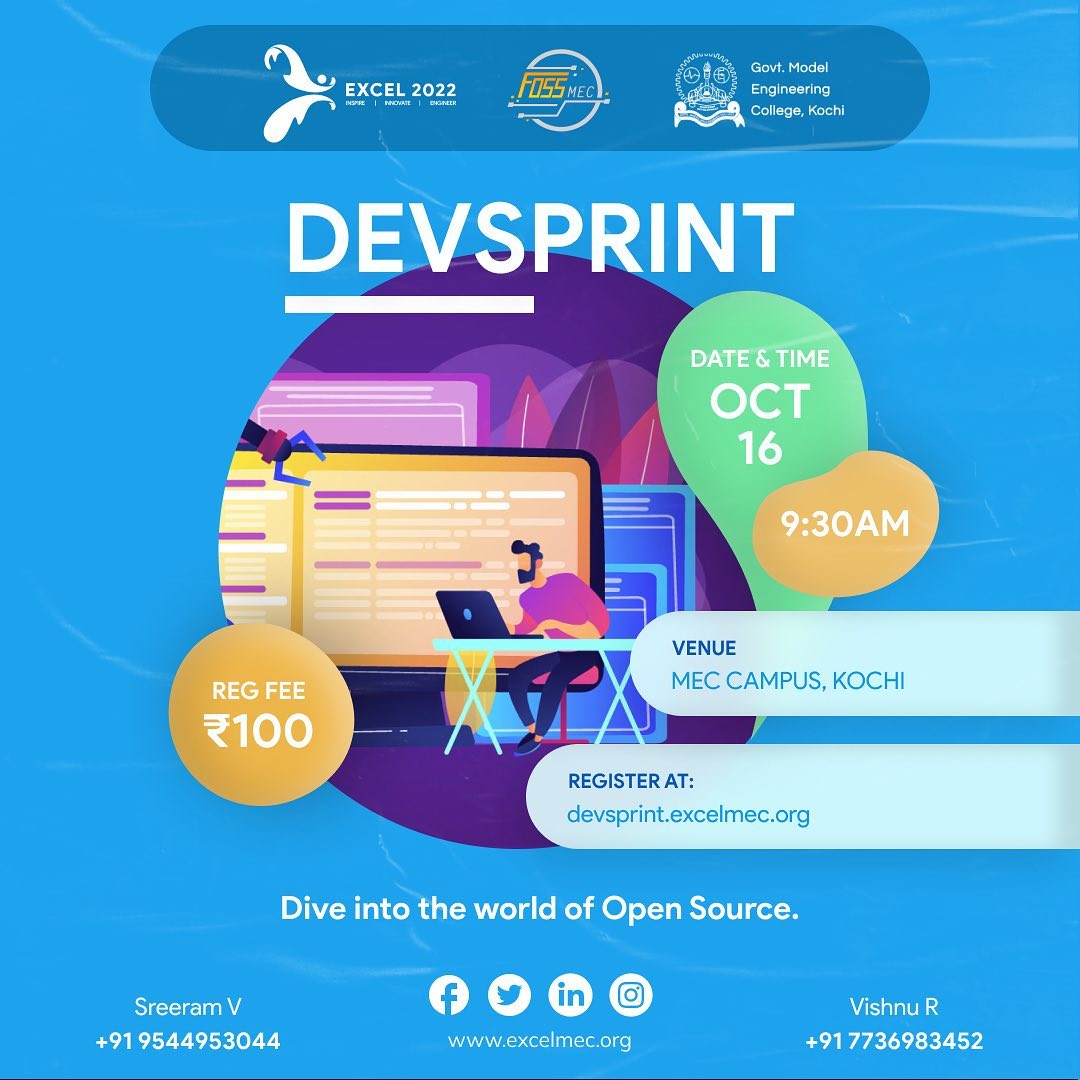 EXCEL 2022
INSPIRE | INNOVATE | ENGINEER
FOSS MEC
Govt. Model
Engineering
College, Kochi
DEVSPRINT
DATE & TIME
OCT
16
9:30AM
VENUE
MEC CAMPUS, KOCHI
REG FEE
₹100
REGISTER AT:
devsprint.excelmec.org
Dive into the world of Open Source.
Sreeram V
+91 9544953044
www.excelmec.org
Vishnu R
+91 7736983452